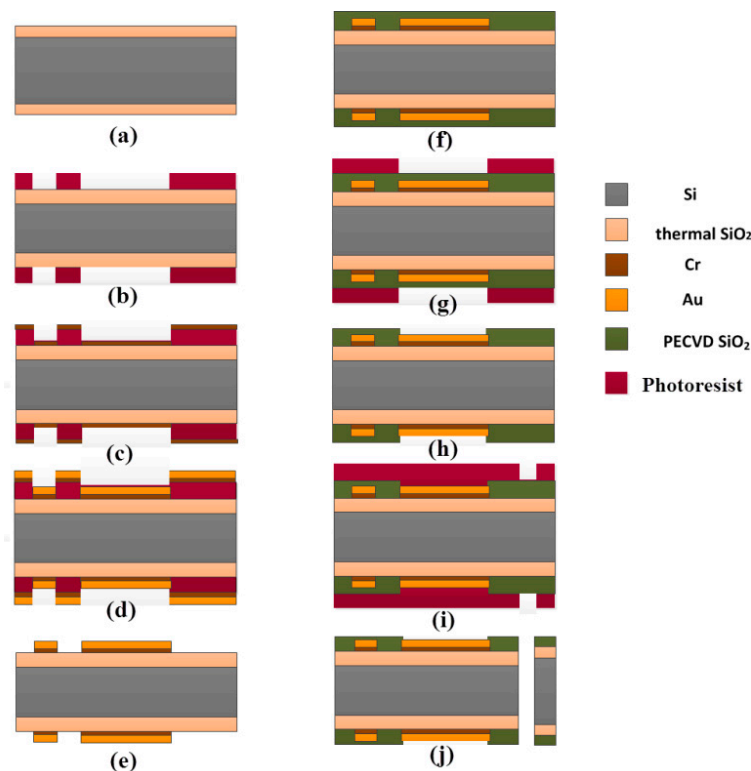 (a)
(b)
(c)
(d)
(e)
(f)
(g)
(h)
(i)
(j)
Si
thermal SiO₂
Cr
Au
PECVD SiO₂
Photoresist